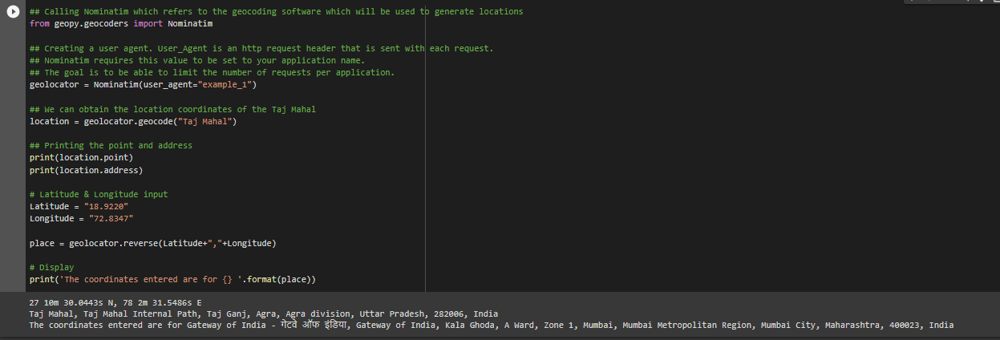 ## Calling Nominatim which refers to the geocoding software which will be used to generate locations
from geopy.geocoders import Nominatim
## Creating a user agent. User_Agent is an http request header that is sent with each request.
## Nominatim requires this value to be set to your application name.
## The goal is to be able to limit the number of requests per application.
geolocator = Nominatim(user_agent="example_1")
## We can obtain the location coordinates of the Taj Mahal
location = geolocator.geocode("Taj Mahal")
## Printing the point and address
print(location.point)
print(location.address)
# Latitude & Longitude input
Latitude = "18.9220"
Longitude = "72.8347"
place = geolocator.reverse(Latitude+","+Longitude)
# Display
print('The coordinates entered are for {} '.format(place))
27 10m 30.0443s N, 78 2m 31.5486s E
Taj Mahal, Taj Mahal Internal Path, Taj Ganj, Agra, Agra division, Uttar Pradesh, 282006, India
The coordinates entered are for Gateway of India - गेटवे ऑफ इंडिया, Gateway of India, Kala Ghoda, A Ward, Zone 1, Mumbai, Mumbai Metropolitan Region, Mumbai City, Maharashtra, 400023, India